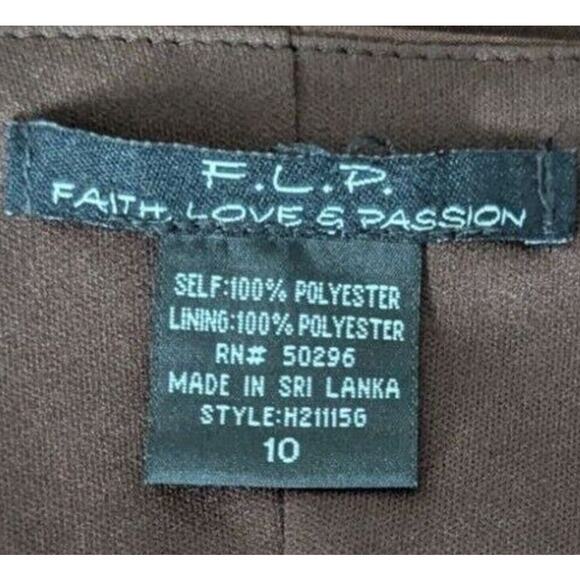 F.L.P.
FAITH, LOVE & PASSION
SELF:100% POLYESTER
LINING:100% POLYESTER
RN# 50296
MADE IN SRI LANKA
STYLE:H21115G
10